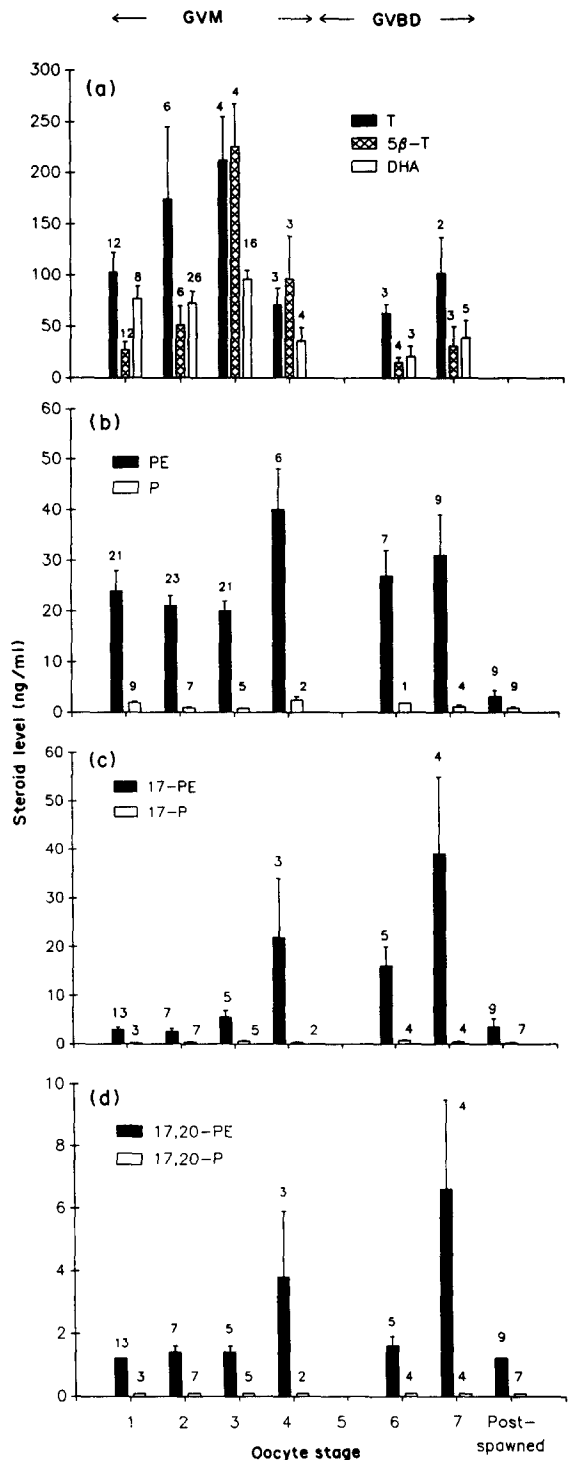 GVM GVBD
(a)
T
5β-T
DHA
300
250
200
150
100
50
0
12 12 8 6 6 26 4 4 16 3 3 4 3 4 3 2 3 5
(b)
PE
P
60
50
40
30
20
10
0
21 9 23 7 21 5 6 2 7 1 9 4 9 9
Steroid level (ng/ml)
(c)
17-PE
17-P
60
50
40
30
20
10
0
13 3 7 7 5 5 3 2 5 4 4 4 9 7
(d)
17,20-PE
17,20-P
10
8
6
4
2
0
13 3 7 7 5 5 3 2 5 4 4 4 9 7
1 2 3 4 5 6 7 Post-
spawned
Oocyte stage